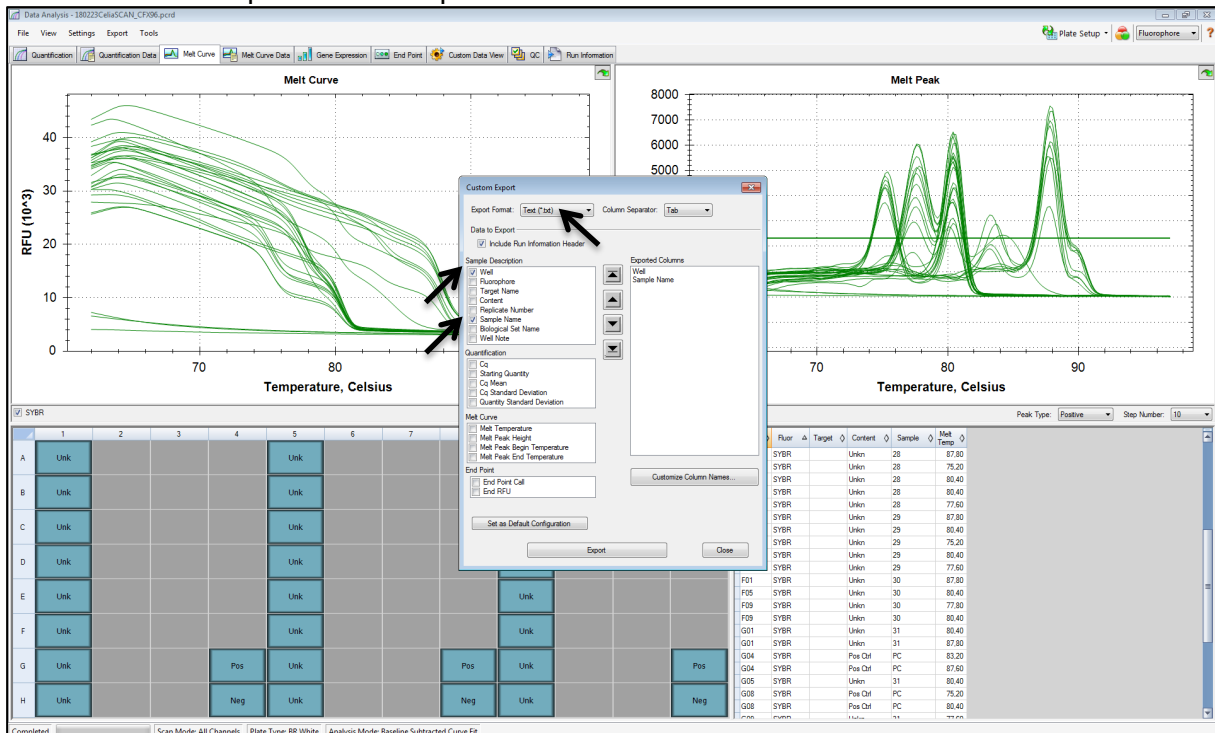 Data Analysis - 180223CeliaSCAN_CFX96.pcrd
File View Settings Export Tools
Plate Setup Fluorophore ?
Quantification Quantification Data Melt Curve Melt Curve Data Gene Expression End Point Custom Data View QC Run Information
Melt Curve
40
30
20
10
0
RFU (10^3)
70 80
Temperature, Celsius
Melt Peak
8000
7000
6000
5000
70 80 90
Temperature, Celsius
Custom Export
Export Format: Text (*.txt) Column Separator: Tab
Data to Export
Include Run Information Header
Sample Description
Well
Fluorophore
Target Name
Content
Replicate Number
Sample Name
Biological Set Name
Well Note
Quantification
Cq
Starting Quantity
Cq Mean
Cq Standard Deviation
Quantity Standard Deviation
Melt Curve
Melt Temperature
Melt Peak Height
Melt Peak Begin Temperature
Melt Peak End Temperature
End Point
End Point Call
End RFU
Exported Columns
Well
Sample Name
Customize Column Names...
Set as Default Configuration
Export Close
SYBR
Peak Type: Positive Step Number: 10
1 2 3 4 5 6 7
A Unk Unk
B Unk Unk
C Unk Unk
D Unk Unk
E Unk Unk Unk
F Unk Unk Unk
G Unk Pos Unk Pos Unk Pos
H Unk Neg Unk Neg Unk Neg
Fluor Target Content Sample Melt Temp
SYBR Unkn 28 87,80
SYBR Unkn 28 75,20
SYBR Unkn 28 80,40
SYBR Unkn 28 80,40
SYBR Unkn 28 77,60
SYBR Unkn 29 87,80
SYBR Unkn 29 80,40
SYBR Unkn 29 75,20
SYBR Unkn 29 80,40
SYBR Unkn 29 77,60
F01 SYBR Unkn 30 87,80
F05 SYBR Unkn 30 80,40
F09 SYBR Unkn 30 77,80
F09 SYBR Unkn 30 80,40
G01 SYBR Unkn 31 80,40
G01 SYBR Unkn 31 87,80
G04 SYBR Pos Ctrl PC 83,20
G04 SYBR Pos Ctrl PC 87,60
G05 SYBR Unkn 31 80,40
G08 SYBR Pos Ctrl PC 75,20
G08 SYBR Pos Ctrl PC 80,40
Completed Scan Mode: All Channels Plate Type: BR White Analysis Mode: Baseline Subtracted Curve Fit